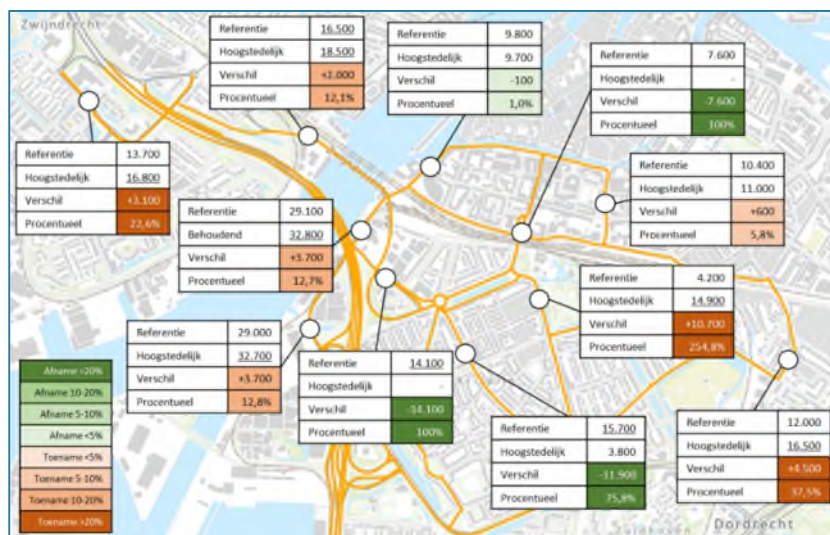 Zwijndrecht
Referentie 16.500
Hoogstedelijk 18.500
Verschil +2.000
Procentueel 12,1%
Referentie 9.800
Hoogstedelijk 9.700
Verschil -100
Procentueel 1,0%
Referentie 7.600
Hoogstedelijk -
Verschil -7.600
Procentueel 100%
Referentie 13.700
Hoogstedelijk 16.800
Verschil +3.100
Procentueel 22,6%
Referentie 10.400
Hoogstedelijk 11.000
Verschil +600
Procentueel 5,8%
Referentie 29.100
Behoudend 32.800
Verschil +3.700
Procentueel 12,7%
Referentie 4.200
Hoogstedelijk 14.900
Verschil +10.700
Procentueel 254,8%
Referentie 29.000
Hoogstedelijk 32.700
Verschil +3.700
Procentueel 12,8%
Referentie 14.100
Hoogstedelijk -
Verschil -14.100
Procentueel 100%
Referentie 15.700
Hoogstedelijk 3.800
Verschil -11.900
Procentueel 75,8%
Referentie 12.000
Hoogstedelijk 16.500
Verschil +4.500
Procentueel 37,5%
Afname >20%
Afname 10-20%
Afname 5-10%
Afname <5%
Toename <5%
Toename 5-10%
Toename 10-20%
Toename >20%
Zuidhoven
Dordrecht